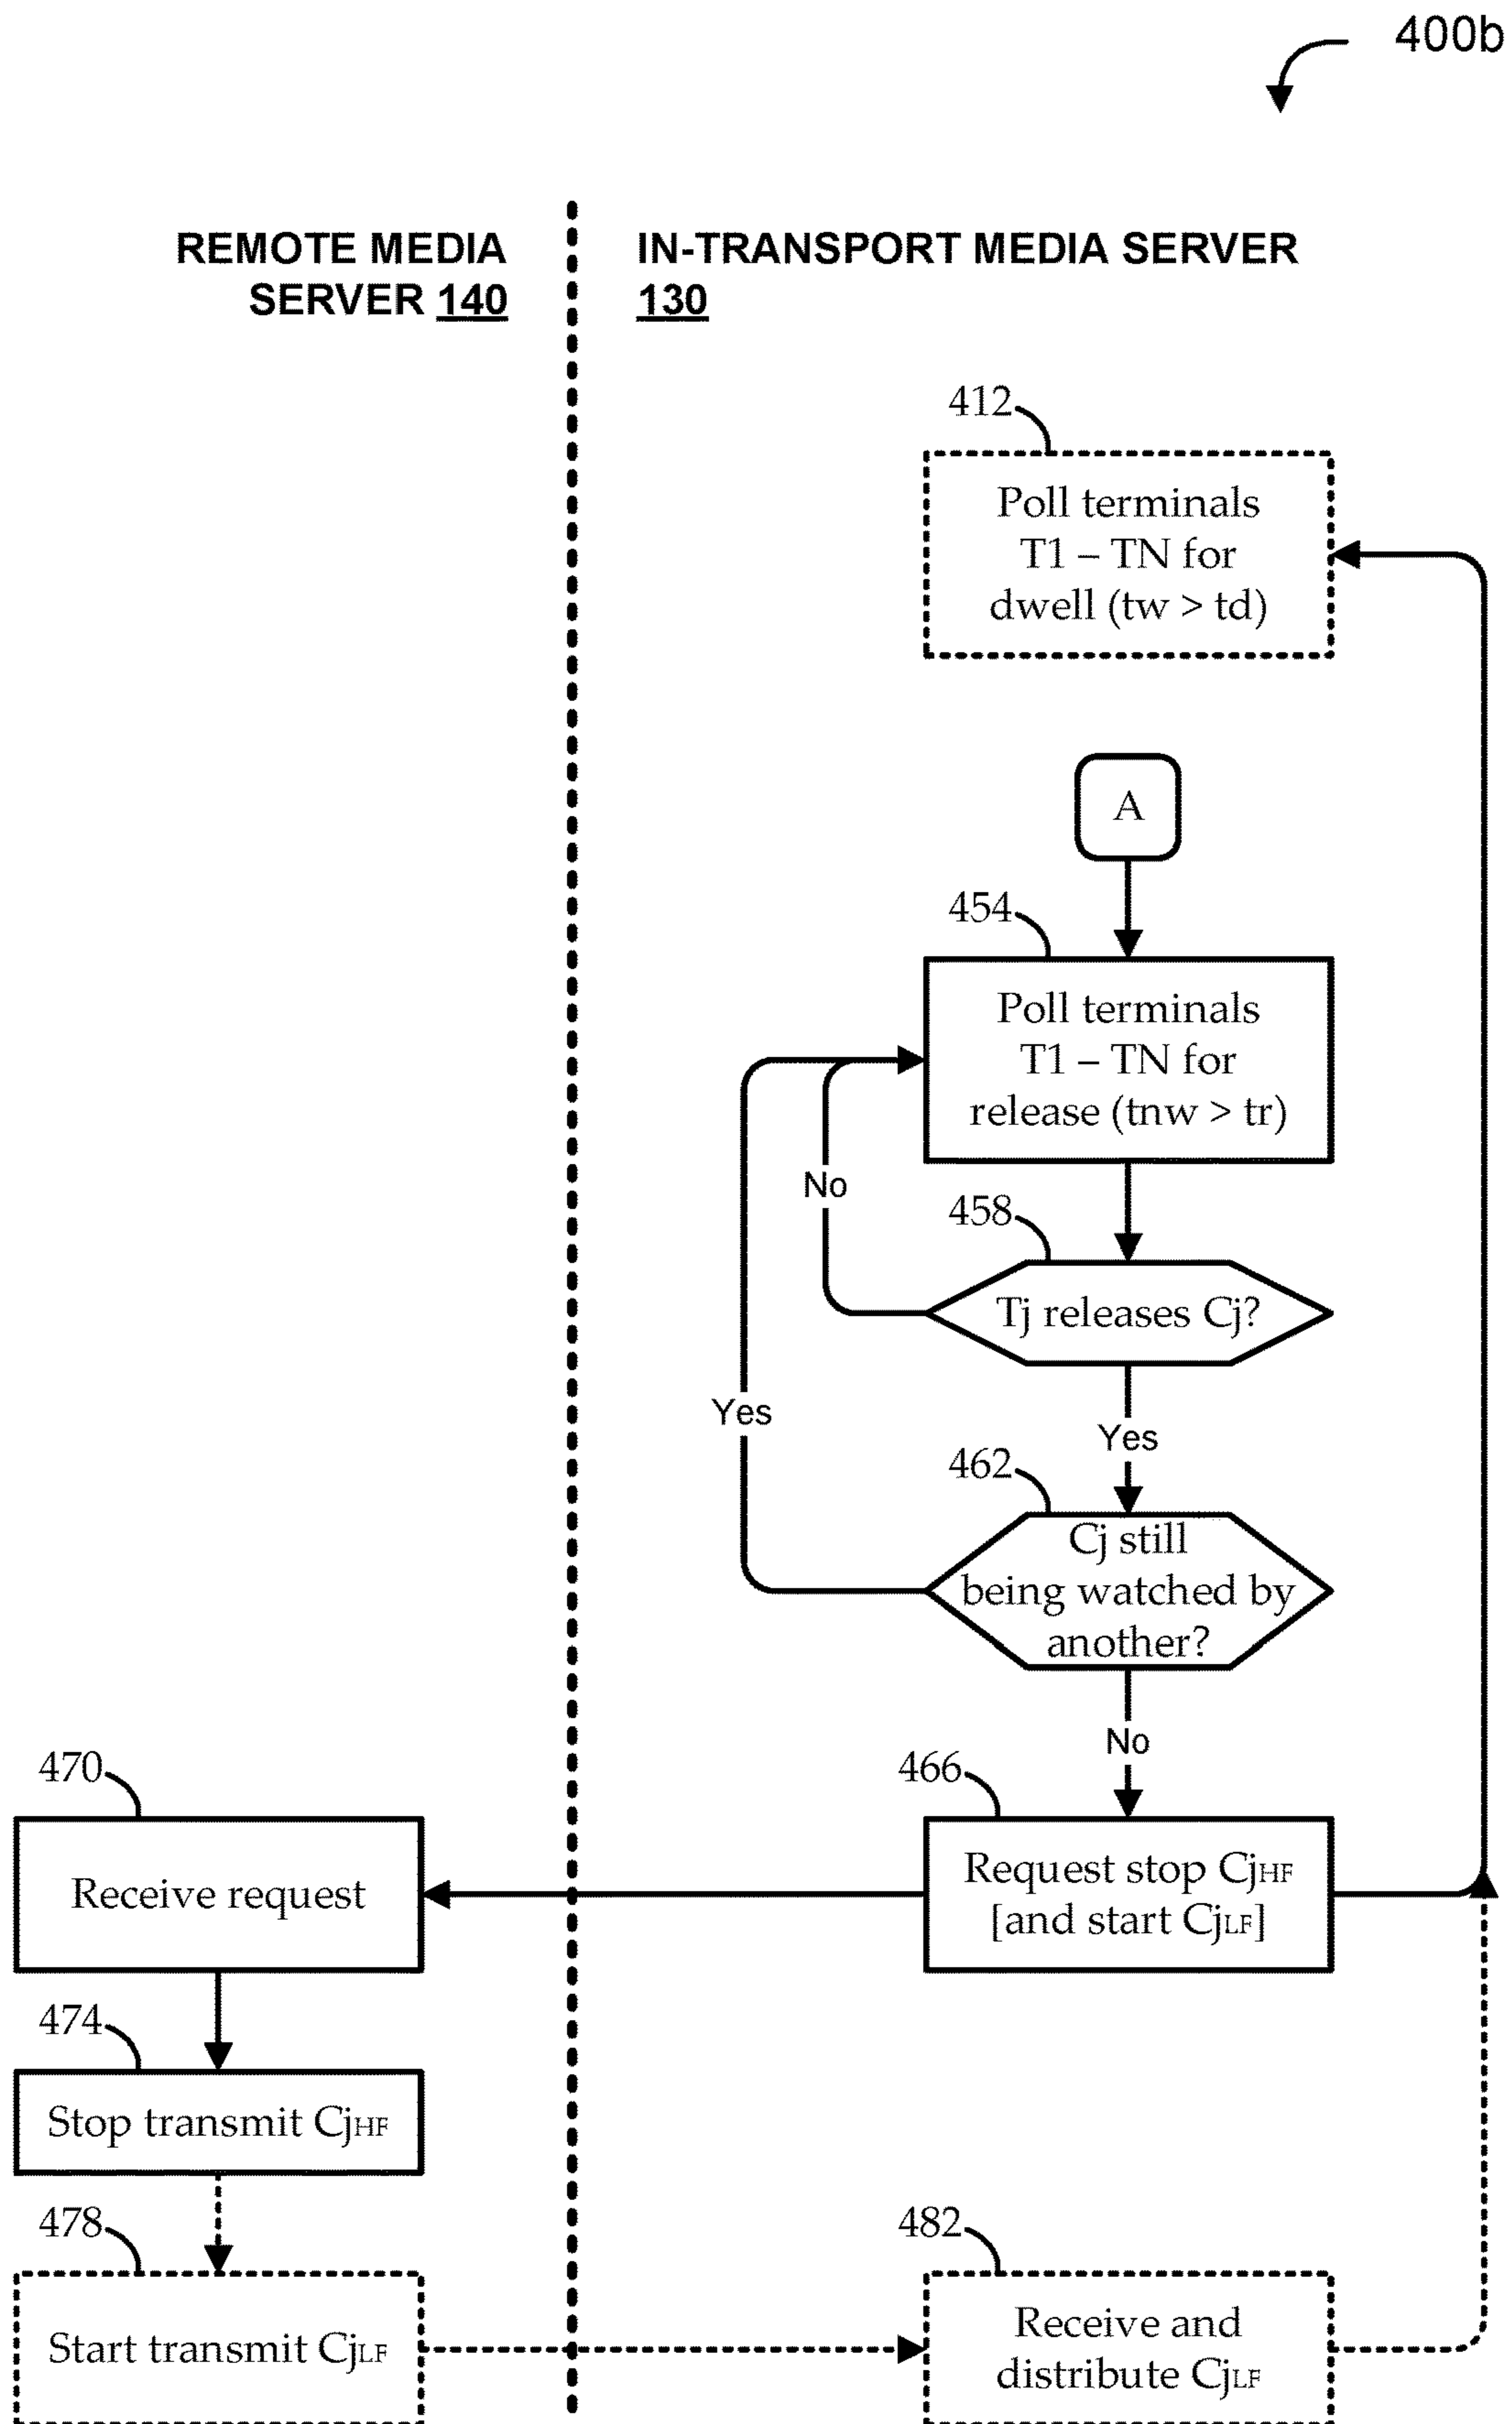 400b
REMOTE MEDIA
SERVER 140
IN-TRANSPORT MEDIA SERVER
130
412
Poll terminals
T1 – TN for
dwell (tw > td)
A
454
Poll terminals
T1 – TN for
release (tnw > tr)
No
458
Tj releases Cj?
Yes
Yes
462
Cj still
being watched by
another?
No
470
466
Receive request
Request stop CjHF
[and start CjLF]
474
Stop transmit CjHF
478
482
Start transmit CjLF
Receive and
distribute CjLF